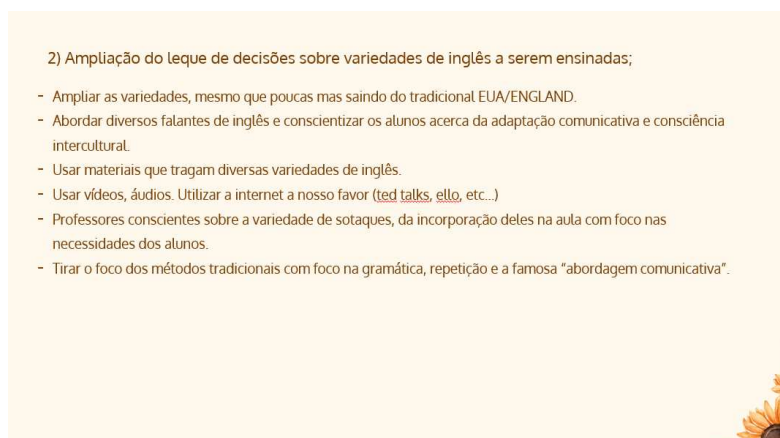 2) Ampliação do leque de decisões sobre variedades de inglês a serem ensinadas;
- Ampliar as variedades, mesmo que poucas mas saindo do tradicional EUA/ENGLAND.
- Abordar diversos falantes de inglês e conscientizar os alunos acerca da adaptação comunicativa e consciência
intercultural.
- Usar materiais que tragam diversas variedades de inglês.
- Usar vídeos, áudios. Utilizar a internet a nosso favor (ted talks, ello, etc...)
- Professores conscientes sobre a variedade de sotaques, da incorporação deles na aula com foco nas
necessidades dos alunos.
- Tirar o foco dos métodos tradicionais com foco na gramática, repetição e a famosa “abordagem comunicativa”.